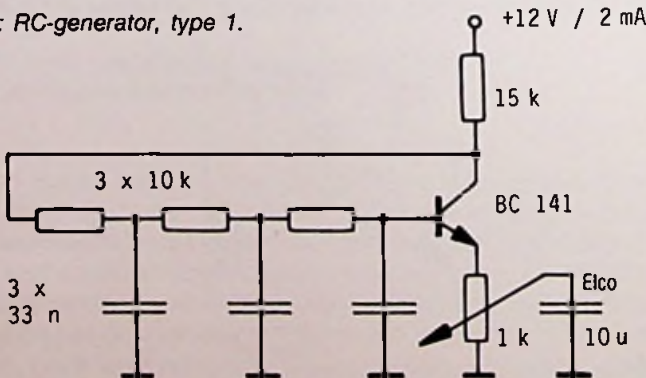 : RC-generator, type 1.
+12 V / 2 mA
15 k
3 x 10 k
BC 141
3 x
33 n
Elco
1 k
10 u